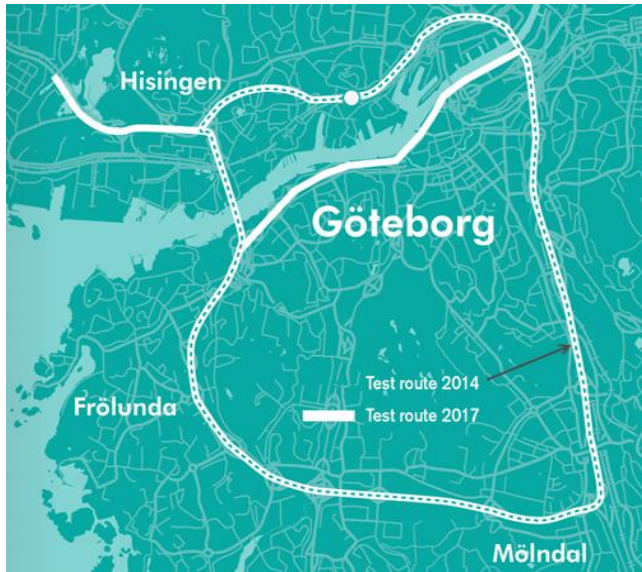 Hisingen
Göteborg
Test route 2014
Frölunda
Test route 2017
Mölndal